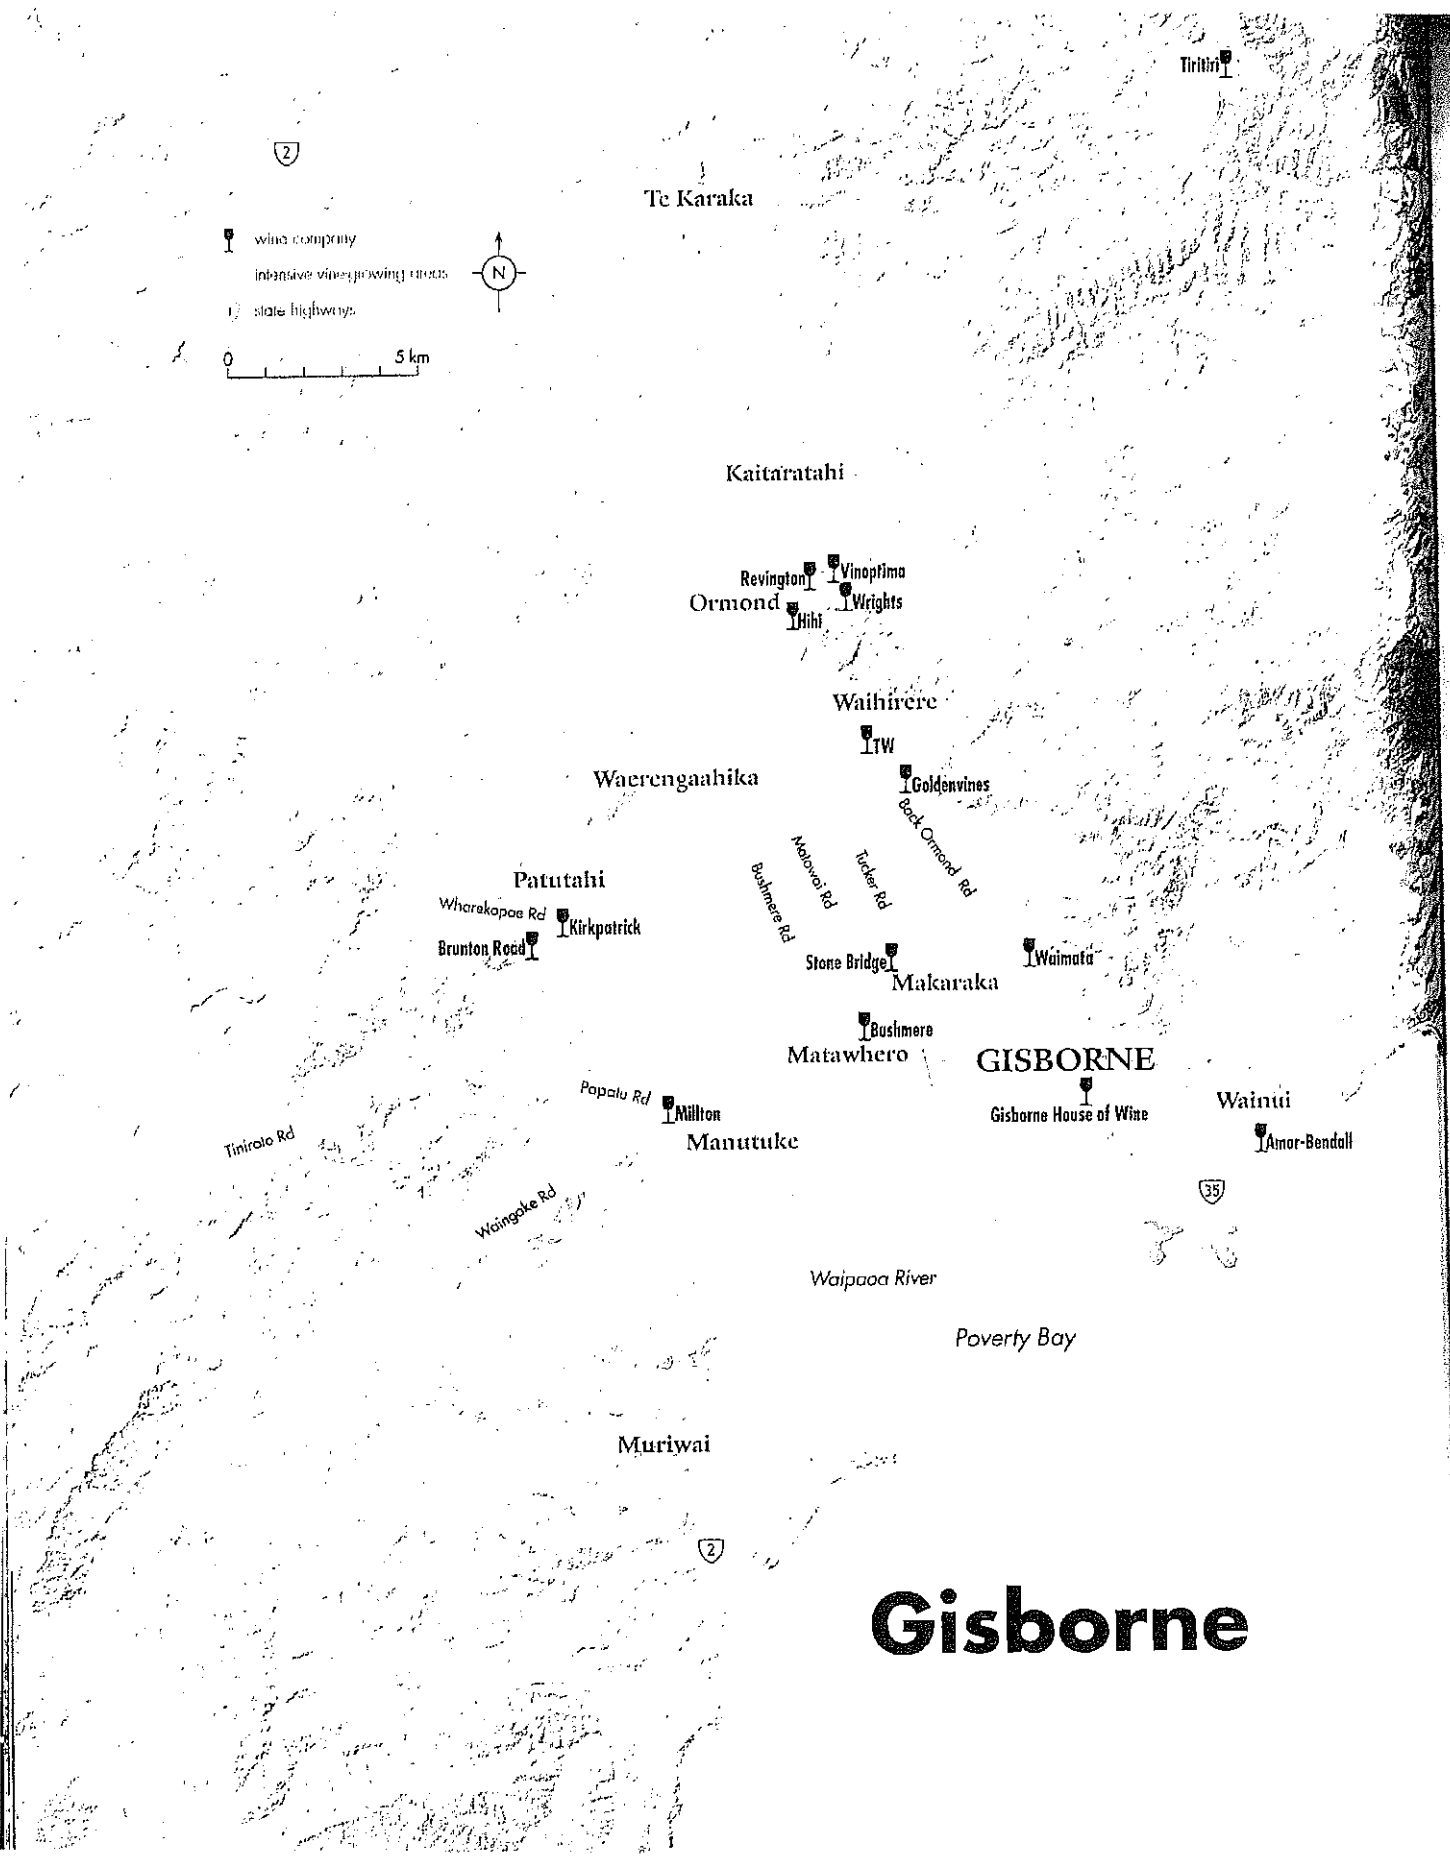 Tiritiri
2
Te Karaka
wine company
N
intensive vinegrowing areas
state highways
0 5 km
Kaitaratahi
Revington
Vinoptima
Ormond
Wrights
Hihi
Waihirere
TW
Waerengaahika
Goldenvines
Back Ormond Rd
Matawai Rd
Tucker Rd
Bushmere Rd
Patutahi
Wharekopae Rd
Kirkpatrick
Brunton Road
Stone Bridge
Waimata
Makaraka
Bushmere
Matawhero
GISBORNE
Papatu Rd
Millton
Gisborne House of Wine
Wainui
Manutuke
Amor-Bendall
Tiniroto Rd
35
Waingake Rd
Waipaoa River
Poverty Bay
Muriwai
2
Gisborne